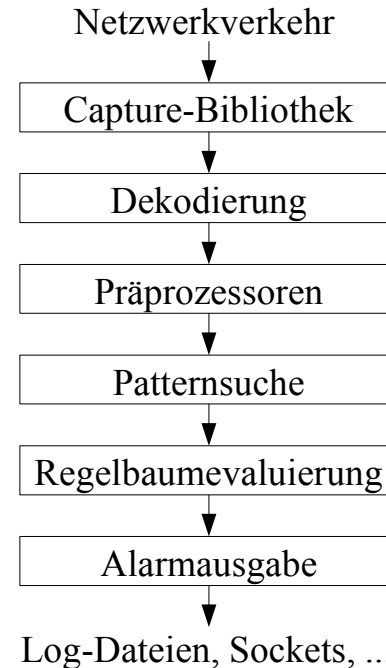 Netzwerkverkehr
Capture-Bibliothek
Dekodierung
Präprozessoren
Patternsuche
Regelbaumevaluierung
Alarmausgabe
Log-Dateien, Sockets, ...